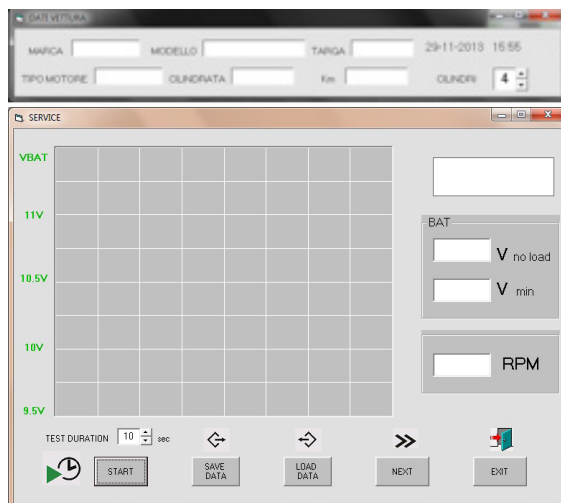 DATI VETTURA
MARCA MODELLO TARGA 29-11-2013 15:55
TIPO MOTORE CILINDRATA Km CILINDRI 4
SERVICE
VBAT
11V
10.5V
10V
9.5V
BAT
V no load
V min
RPM
TEST DURATION 10 sec
START
SAVE DATA
LOAD DATA
NEXT
EXIT